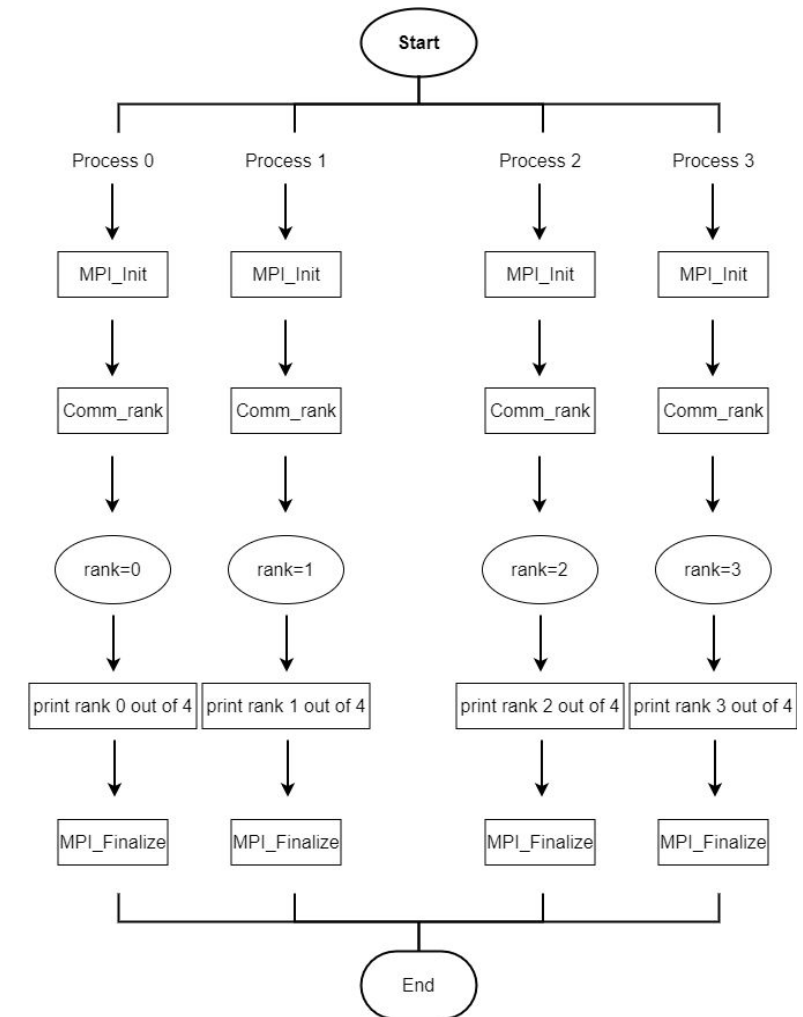 Start
Process 0
Process 1
Process 2
Process 3
MPI_Init
MPI_Init
MPI_Init
MPI_Init
Comm_rank
Comm_rank
Comm_rank
Comm_rank
rank=0
rank=1
rank=2
rank=3
print rank 0 out of 4
print rank 1 out of 4
print rank 2 out of 4
print rank 3 out of 4
MPI_Finalize
MPI_Finalize
MPI_Finalize
MPI_Finalize
End